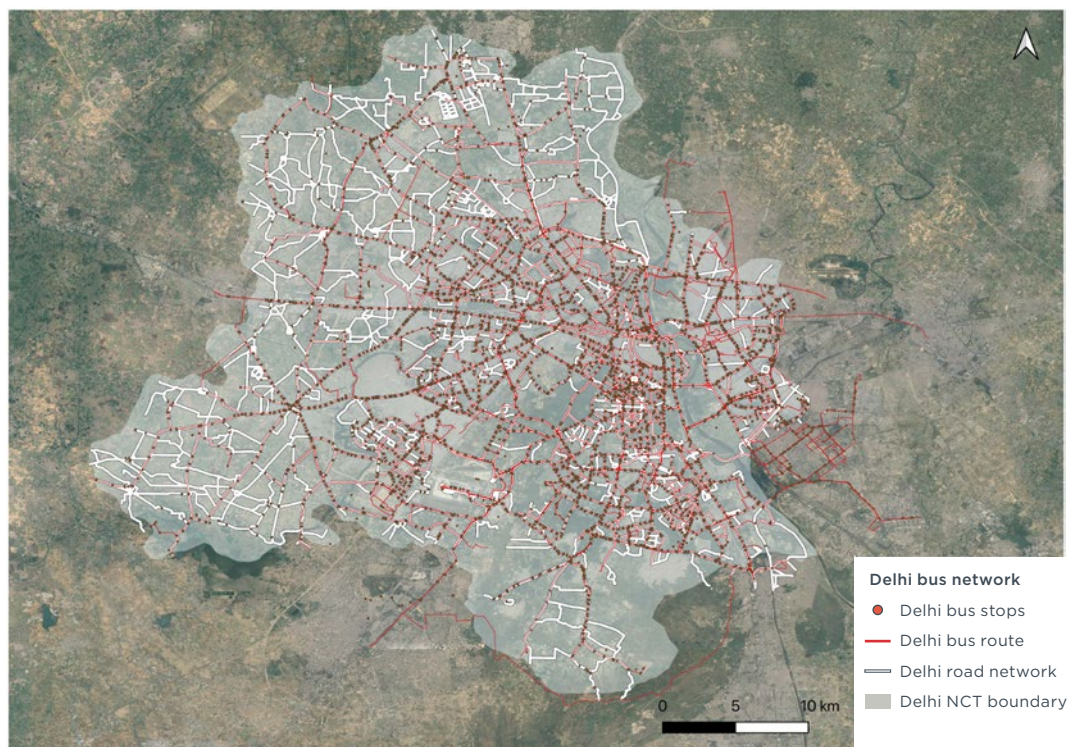 Delhi bus network
Delhi bus stops
Delhi bus route
Delhi road network
Delhi NCT boundary
0 5 10 km